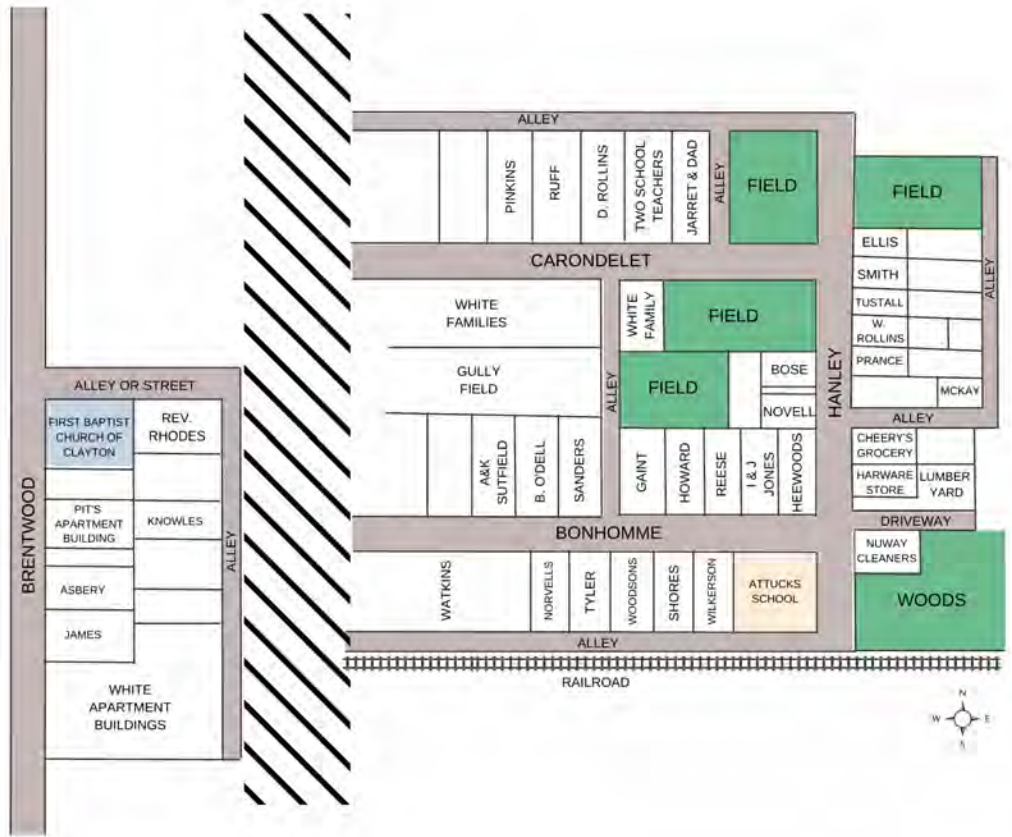 ALLEY
PINKINS
RUFF
D. ROLLINS
TWO SCHOOL
TEACHERS
JARRET & DAD
ALLEY
FIELD
CARONDELET
FIELD
ELLIS
SMITH
TUSTALL
W.
ROLLINS
PRANCE
MCKAY
ALLEY
ALLEY
WHITE
FAMILIES
GULLY
FIELD
A&K
SUTFIELD
B. O'DELL
SANDERS
ALLEY
WHITE
FAMILY
FIELD
FIELD
BOSE
NOVELL
GAINT
HOWARD
REESE
I & J
JONES
HEEWOODS
HANLEY
CHEERY'S
GROCERY
HARWARE
STORE
LUMBER
YARD
DRIVEWAY
NUWAY
CLEANERS
WOODS
BONHOMME
WATKINS
NORVELLS
TYLER
WOODSONS
SHORES
WILKERSON
ATTUCKS
SCHOOL
ALLEY
RAILROAD
BRENTWOOD
ALLEY OR STREET
FIRST BAPTIST
CHURCH OF
CLAYTON
REV.
RHODES
PIT'S
APARTMENT
BUILDING
KNOWLES
ASBERY
JAMES
ALLEY
WHITE
APARTMENT
BUILDINGS
N
W
E
S